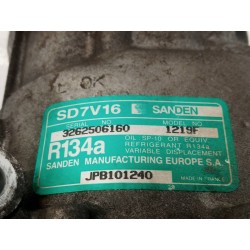 OK
SD7V16 SANDEN
SERIAL NO. MODEL NO.
3262506160 1219F
R134a
OIL SP-10 OR EQUIV.
REFRIGERANT R134a
VARIABLE DISPLACEMENT
SANDEN MANUFACTURING EUROPE S.A.
JPB101240
MADE IN FRANCE